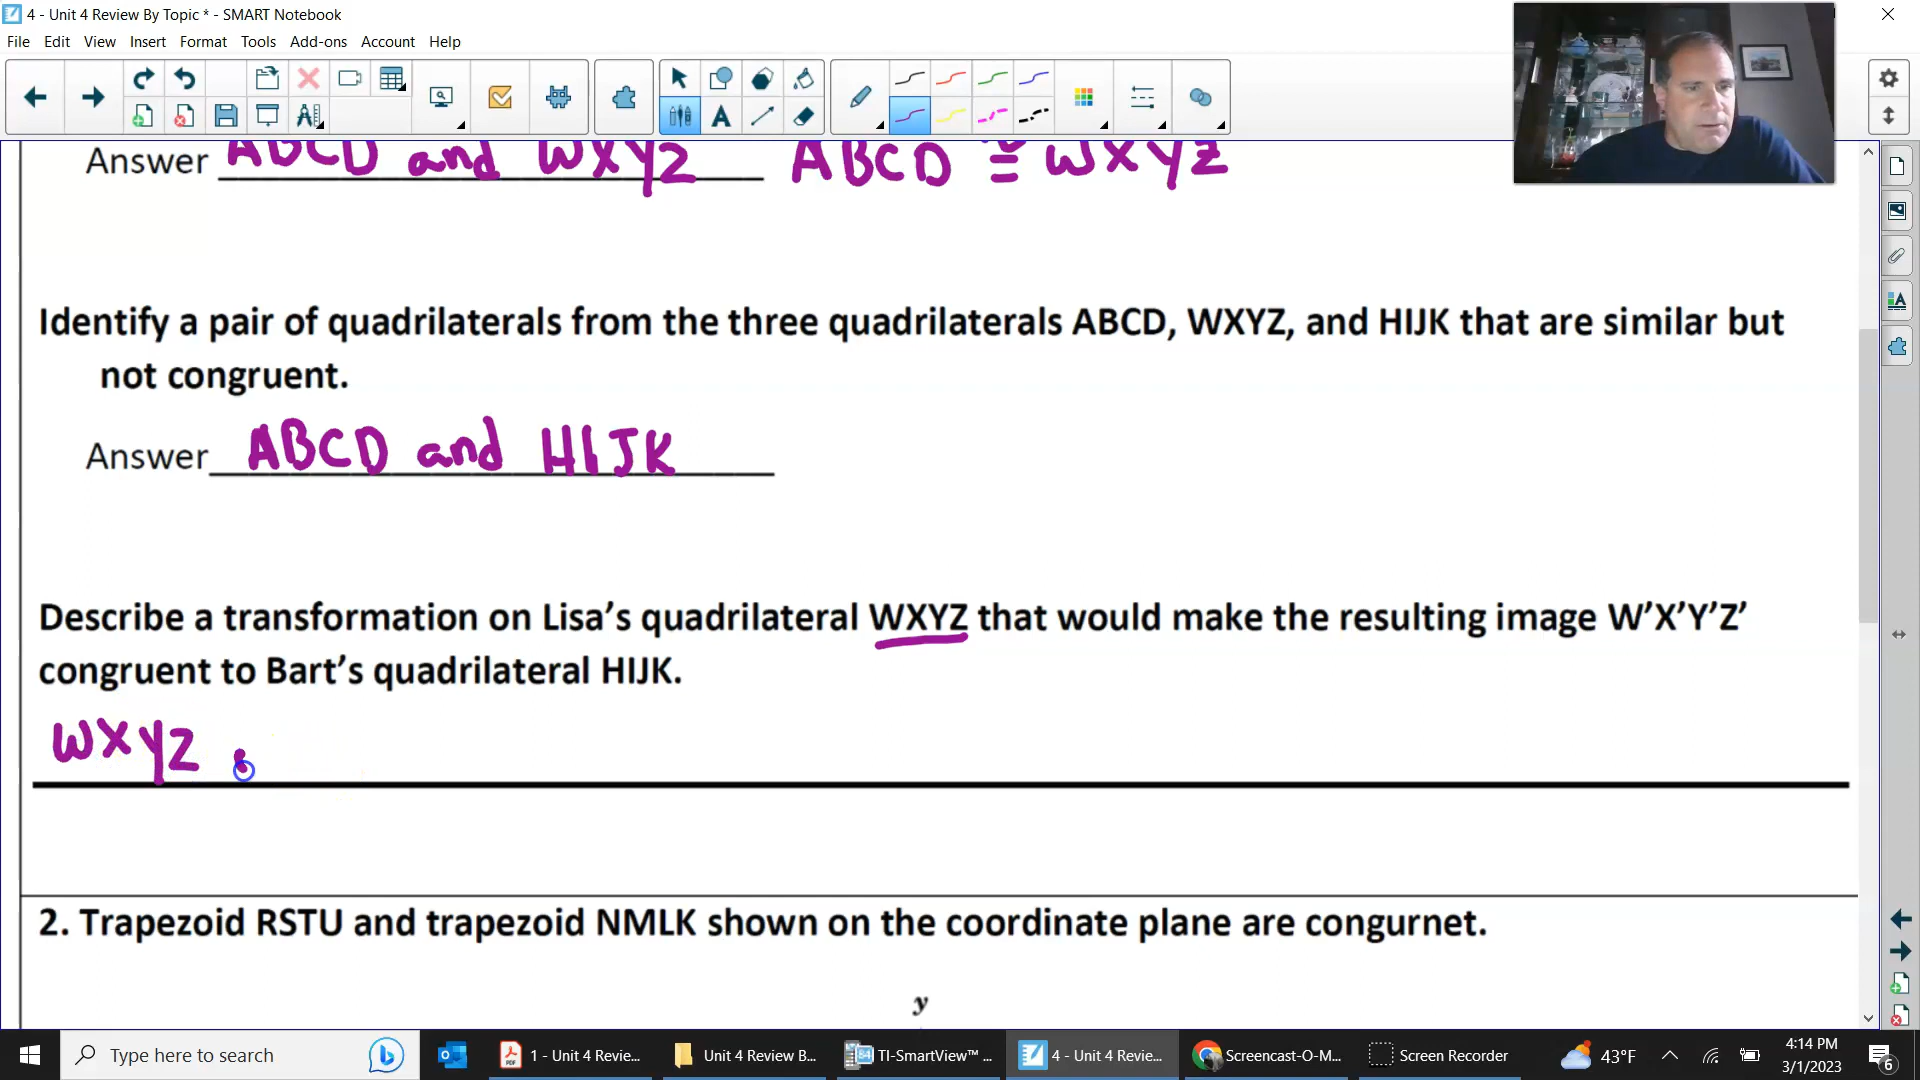 4 - Unit 4 Review By Topic * - SMART Notebook
File Edit View Insert Format Tools Add-ons Account Help
Answer ABCD and WXYZ ABCD ≅ WXYZ
Identify a pair of quadrilaterals from the three quadrilaterals ABCD, WXYZ, and HIJK that are similar but
not congruent.
Answer ABCD and HIJK
Describe a transformation on Lisa's quadrilateral WXYZ that would make the resulting image W'X'Y'Z'
congruent to Bart's quadrilateral HIJK.
WXYZ
2. Trapezoid RSTU and trapezoid NMLK shown on the coordinate plane are congurnet.
y
Type here to search
1 - Unit 4 Revie...
Unit 4 Review B...
TI-SmartView™ ...
4 - Unit 4 Revie...
Screencast-O-M...
Screen Recorder
43°F
4:14 PM
3/1/2023
6